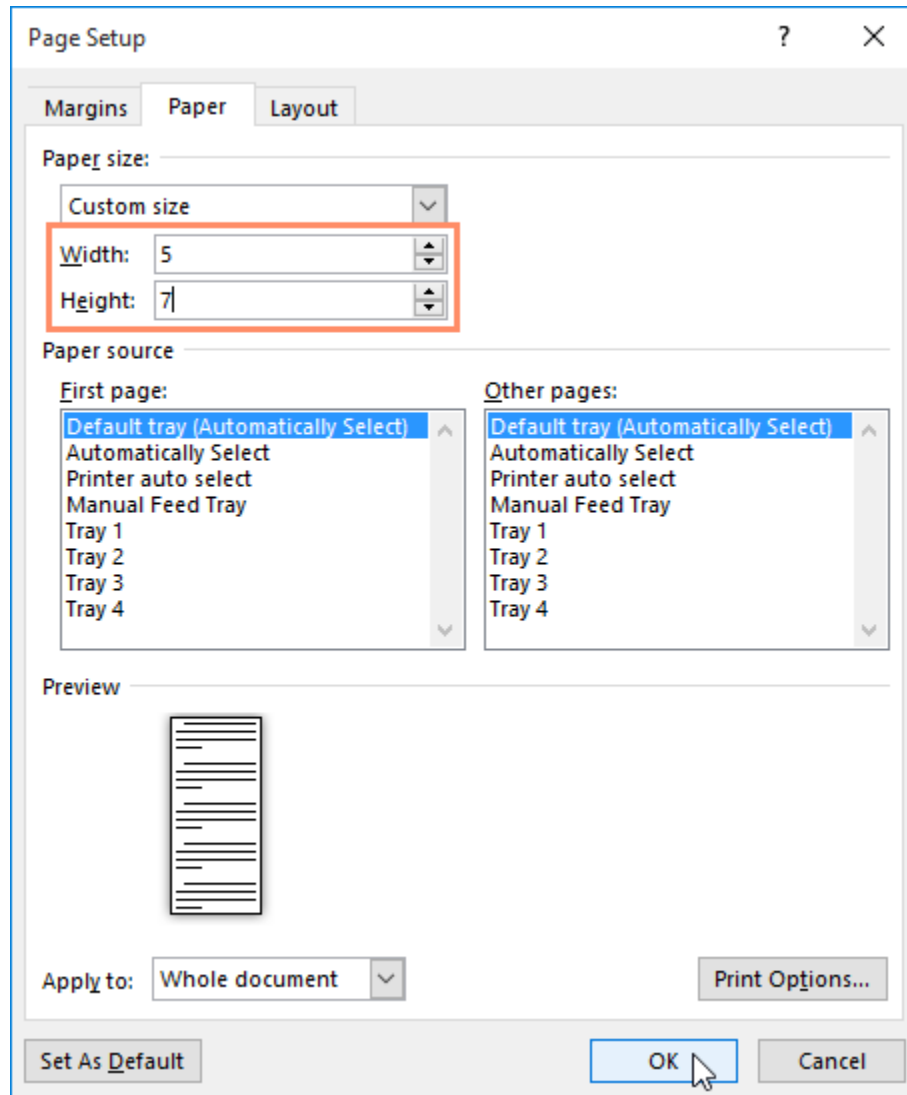 Page Setup ?
Margins Paper Layout
Paper size:
Custom size
Width: 5
Height: 7
Paper source
First page: Other pages:
Default tray (Automatically Select) Default tray (Automatically Select)
Automatically Select Automatically Select
Printer auto select Printer auto select
Manual Feed Tray Manual Feed Tray
Tray 1 Tray 1
Tray 2 Tray 2
Tray 3 Tray 3
Tray 4 Tray 4
Preview
Apply to: Whole document Print Options...
Set As Default OK Cancel